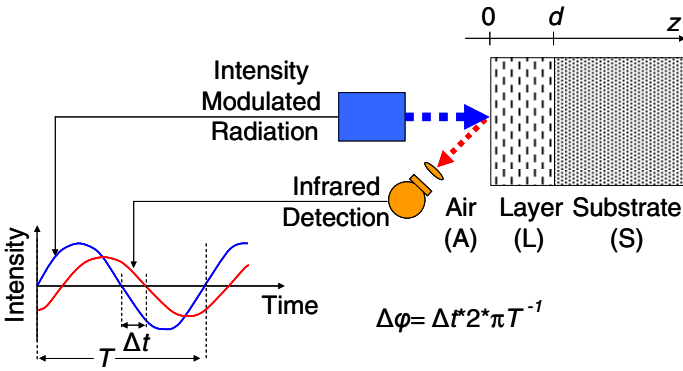 0 d z
Intensity
Modulated
Radiation
Infrared
Detection
Air Layer Substrate
(A) (L) (S)
Intensity
Time
Δt
T
Δφ= Δt*2*πT⁻¹